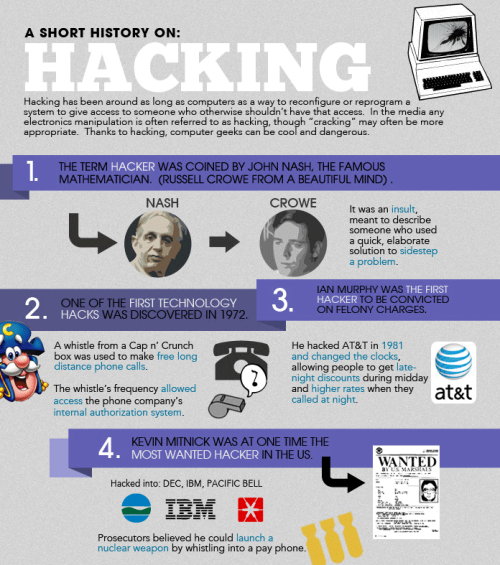 A SHORT HISTORY ON:
HACKING
Hacking has been around as long as computers as a way to reconfigure or reprogram a
system to give access to someone who otherwise shouldn't have that access. In the media any
electronics manipulation is often referred to as hacking, though "cracking" may often be more
appropriate. Thanks to hacking, computer geeks can be cool and dangerous.
1. THE TERM HACKER WAS COINED BY JOHN NASH, THE FAMOUS
MATHEMATICIAN. (RUSSELL CROWE FROM A BEAUTIFUL MIND) .
NASH
CROWE
It was an insult,
meant to describe
someone who used
a quick, elaborate
solution to sidestep
a problem.
2. ONE OF THE FIRST TECHNOLOGY
HACKS WAS DISCOVERED IN 1972.
A whistle from a Cap n' Crunch
box was used to make free long
distance phone calls.
The whistle's frequency allowed
access the phone company's
internal authorization system.
3. IAN MURPHY WAS THE FIRST
HACKER TO BE CONVICTED
ON FELONY CHARGES.
He hacked AT&T in 1981
and changed the clocks,
allowing people to get late-
night discounts during midday
and higher rates when they
called at night.
at&t
4. KEVIN MITNICK WAS AT ONE TIME THE
MOST WANTED HACKER IN THE US.
Hacked into: DEC, IBM, PACIFIC BELL
IBM
Prosecutors believed he could launch a
nuclear weapon by whistling into a pay phone.
WANTED
BY U.S. MARSHALS